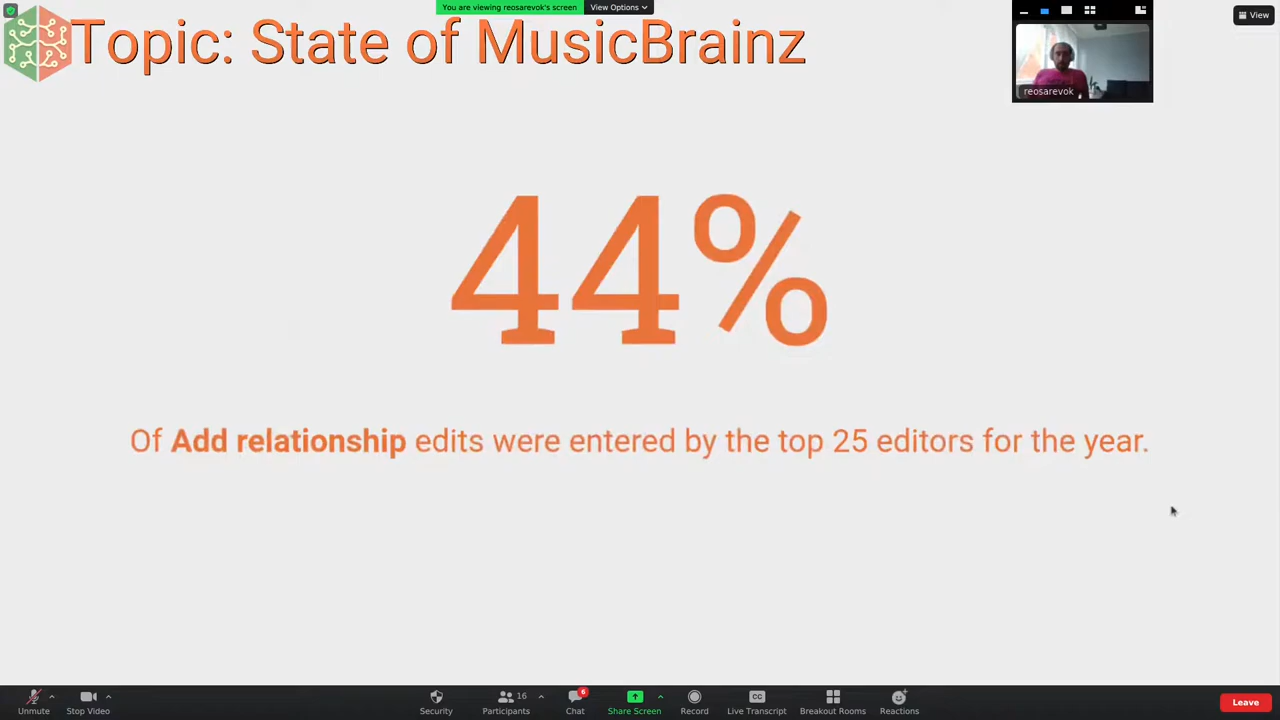 You are viewing reosarevok's screen
View Options
View
Topic: State of MusicBrainz
reosarevok
44%
Of Add relationship edits were entered by the top 25 editors for the year.
Unmute
Stop Video
Security
16
Participants
6
Chat
Share Screen
Record
CC
Live Transcript
Breakout Rooms
Reactions
Leave